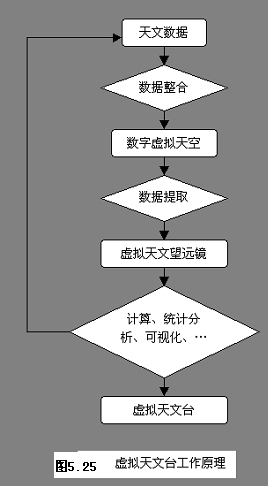 天文数据
数据整合
数字虚拟天空
数据提取
虚拟天文望远镜
计算、统计分
析、可视化、…
虚拟天文台
图5.25 虚拟天文台工作原理